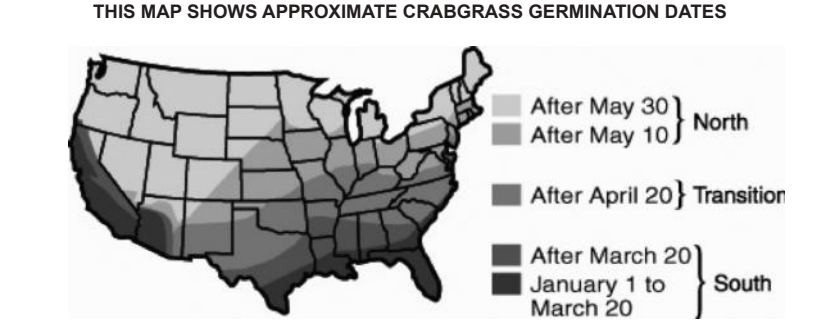 THIS MAP SHOWS APPROXIMATE CRABGRASS GERMINATION DATES
After May 30
After May 10
North
After April 20
Transition
After March 20
January 1 to
March 20
South